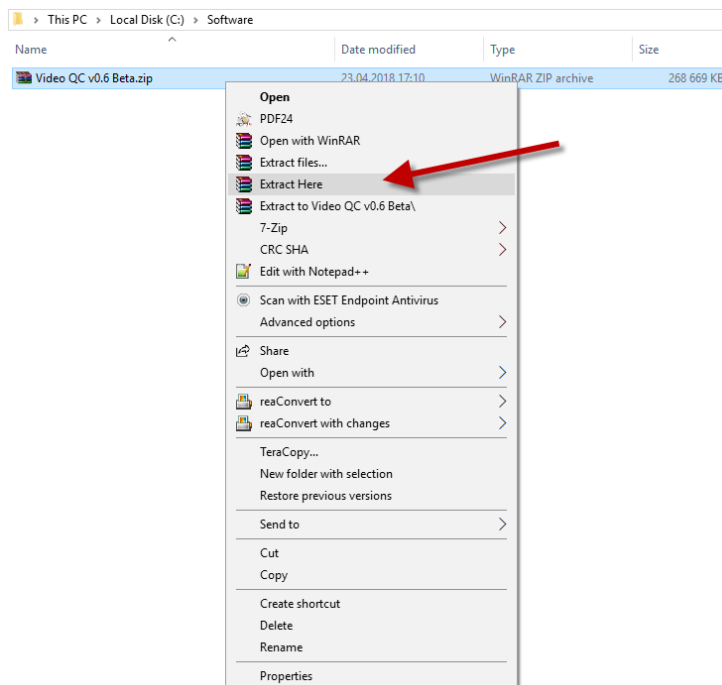 This PC > Local Disk (C:) > Software
Name Date modified Type Size
Video QC v0.6 Beta.zip 23.04.2018 17:10 WinRAR ZIP archive 268 669 KB
Open
PDF24
Open with WinRAR
Extract files...
Extract Here
Extract to Video QC v0.6 Beta\
7-Zip
CRC SHA
Edit with Notepad++
Scan with ESET Endpoint Antivirus
Advanced options
Share
Open with
reaConvert to
reaConvert with changes
TeraCopy...
New folder with selection
Restore previous versions
Send to
Cut
Copy
Create shortcut
Delete
Rename
Properties